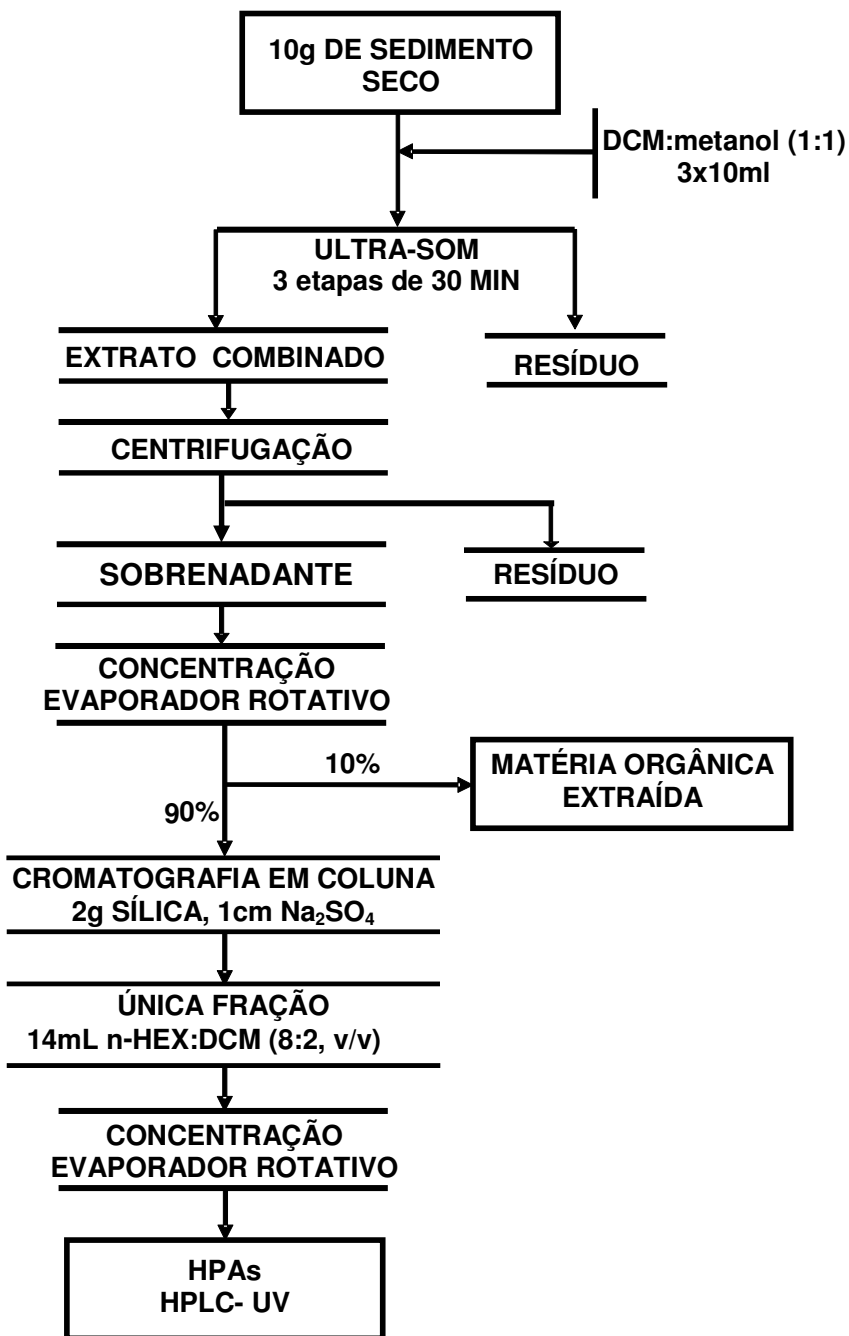 10g DE SEDIMENTO
SECO
DCM:metanol (1:1)
3x10ml
ULTRA-SOM
3 etapas de 30 MIN
EXTRATO COMBINADO
RESÍDUO
CENTRIFUGAÇÃO
SOBRENADANTE
RESÍDUO
CONCENTRAÇÃO
EVAPORADOR ROTATIVO
10%
MATÉRIA ORGÂNICA
EXTRAÍDA
90%
CROMATOGRAFIA EM COLUNA
2g SÍLICA, 1cm Na₂SO₄
ÚNICA FRAÇÃO
14mL n-HEX:DCM (8:2, v/v)
CONCENTRAÇÃO
EVAPORADOR ROTATIVO
HPAs
HPLC- UV